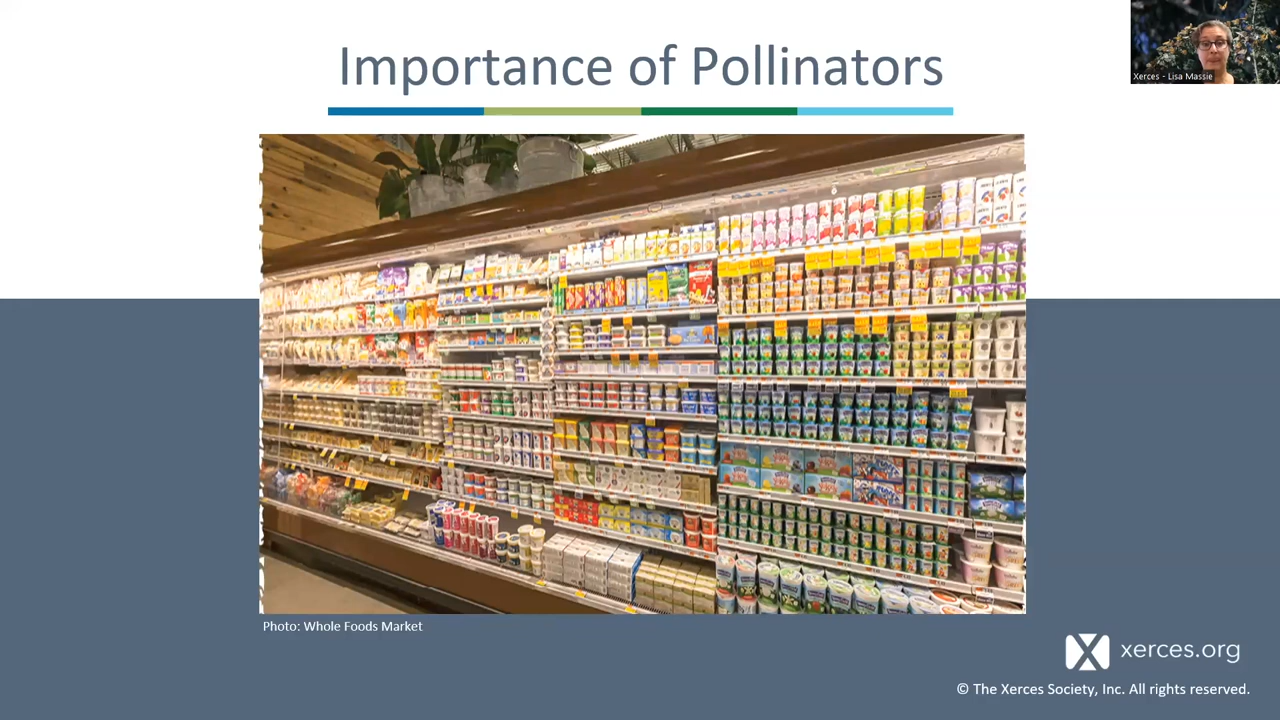 Importance of Pollinators
Xerces - Lisa Massie
Photo: Whole Foods Market
xerces.org
© The Xerces Society, Inc. All rights reserved.